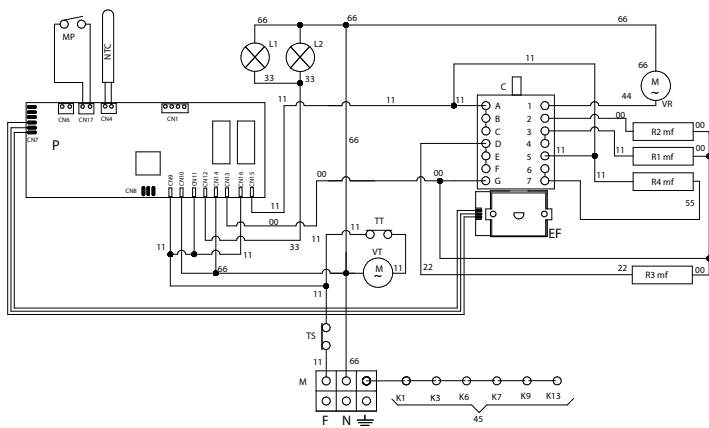 66
66
66
MP
NTC
L1
L2
66
M
~
VR
11
33
33
44
C
CN7
CN6
CN17
CN4
CN1
11
11
11
A
1
B
2
00
R2 mf
00
C
3
P
D
4
11
R1 mf
00
66
E
5
11
F
6
11
R4 mf
CN8
CN9
CN10
CN11
CN12
CN14
CN13
CN16
CN15
00
00
G
7
55
11
00
TT
11
11
33
EF
VT
11
11
M
~
11
66
22
22
R3 mf
00
11
TS
11
66
M
K1
K3
K6
K7
K9
K13
45
F
N